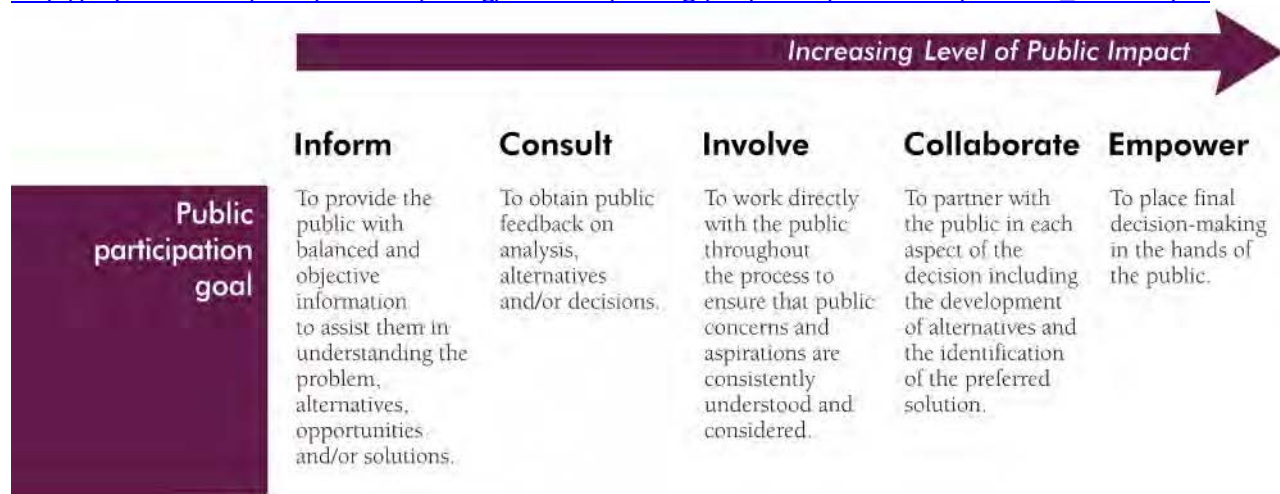 Increasing Level of Public Impact
Inform
Consult
Involve
Collaborate
Empower
Public
participation
goal
To provide the
public with
balanced and
objective
information
to assist them in
understanding the
problem,
alternatives,
opportunities
and/or solutions.
To obtain public
feedback on
analysis,
alternatives
and/or decisions.
To work directly
with the public
throughout
the process to
ensure that public
concerns and
aspirations are
consistently
understood and
considered.
To partner with
the public in each
aspect of the
decision including
the development
of alternatives and
the identification
of the preferred
solution.
To place final
decision-making
in the hands of
the public.